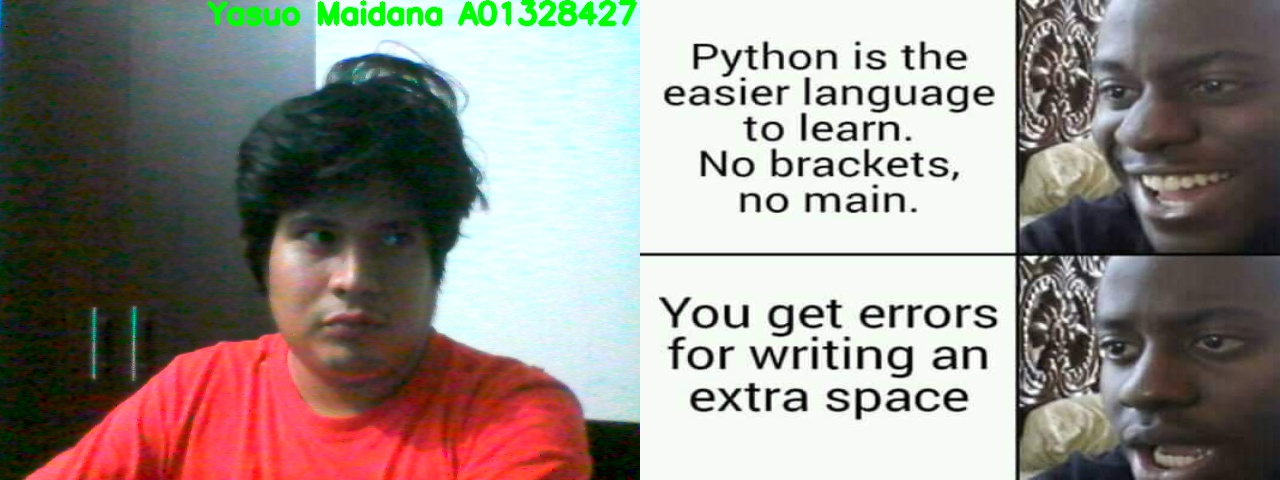 Yasuo Maidana A01328427
Python is the
easier language
to learn.
No brackets,
no main.
You get errors
for writing an
extra space